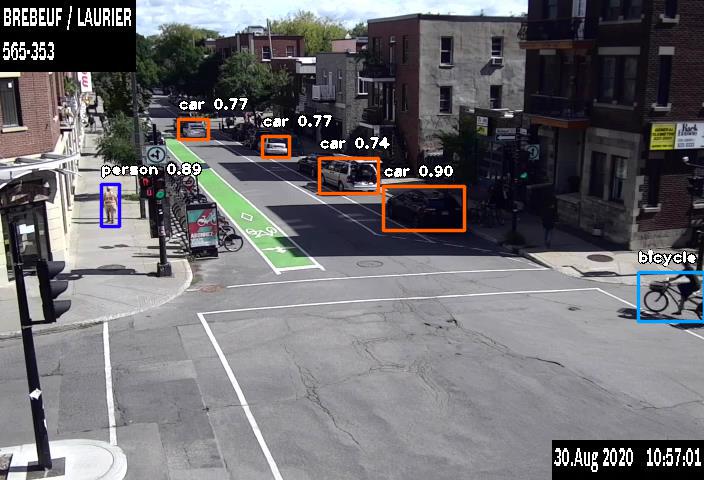 BREBEUF / LAURIER
565-353
car 0.77
car 0.77
car 0.74
person 0.89
car 0.90
bicycle
30.Aug 2020 10:57:01